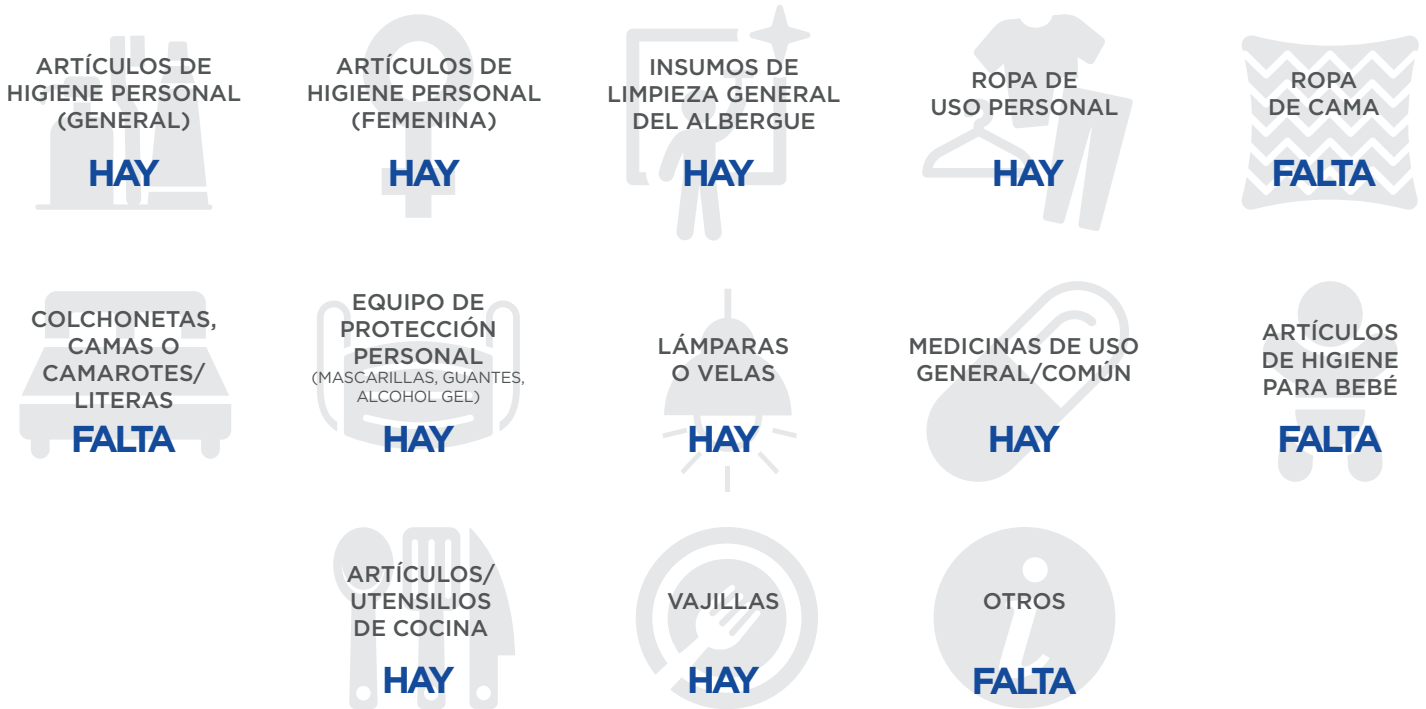 ARTÍCULOS DE
HIGIENE PERSONAL
(GENERAL)
HAY
ARTÍCULOS DE
HIGIENE PERSONAL
(FEMENINA)
HAY
INSUMOS DE
LIMPIEZA GENERAL
DEL ALBERGUE
HAY
ROPA DE
USO PERSONAL
HAY
ROPA
DE CAMA
FALTA
COLCHONETAS,
CAMAS O
CAMAROTES/
LITERAS
FALTA
EQUIPO DE
PROTECCIÓN
PERSONAL
(MASCARILLAS, GUANTES,
ALCOHOL GEL)
HAY
LÁMPARAS
O VELAS
HAY
MEDICINAS DE USO
GENERAL/COMÚN
HAY
ARTÍCULOS
DE HIGIENE
PARA BEBÉ
FALTA
ARTÍCULOS/
UTENSILIOS
DE COCINA
HAY
VAJILLAS
HAY
OTROS
FALTA